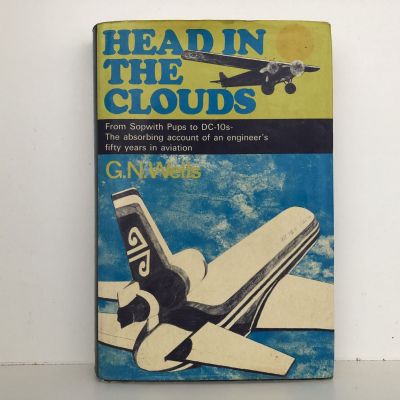 HEAD IN
THE
CLOUDS
From Sopwith Pups to DC-10s-
The absorbing account of an engineer's
fifty years in aviation
G.N.Wells